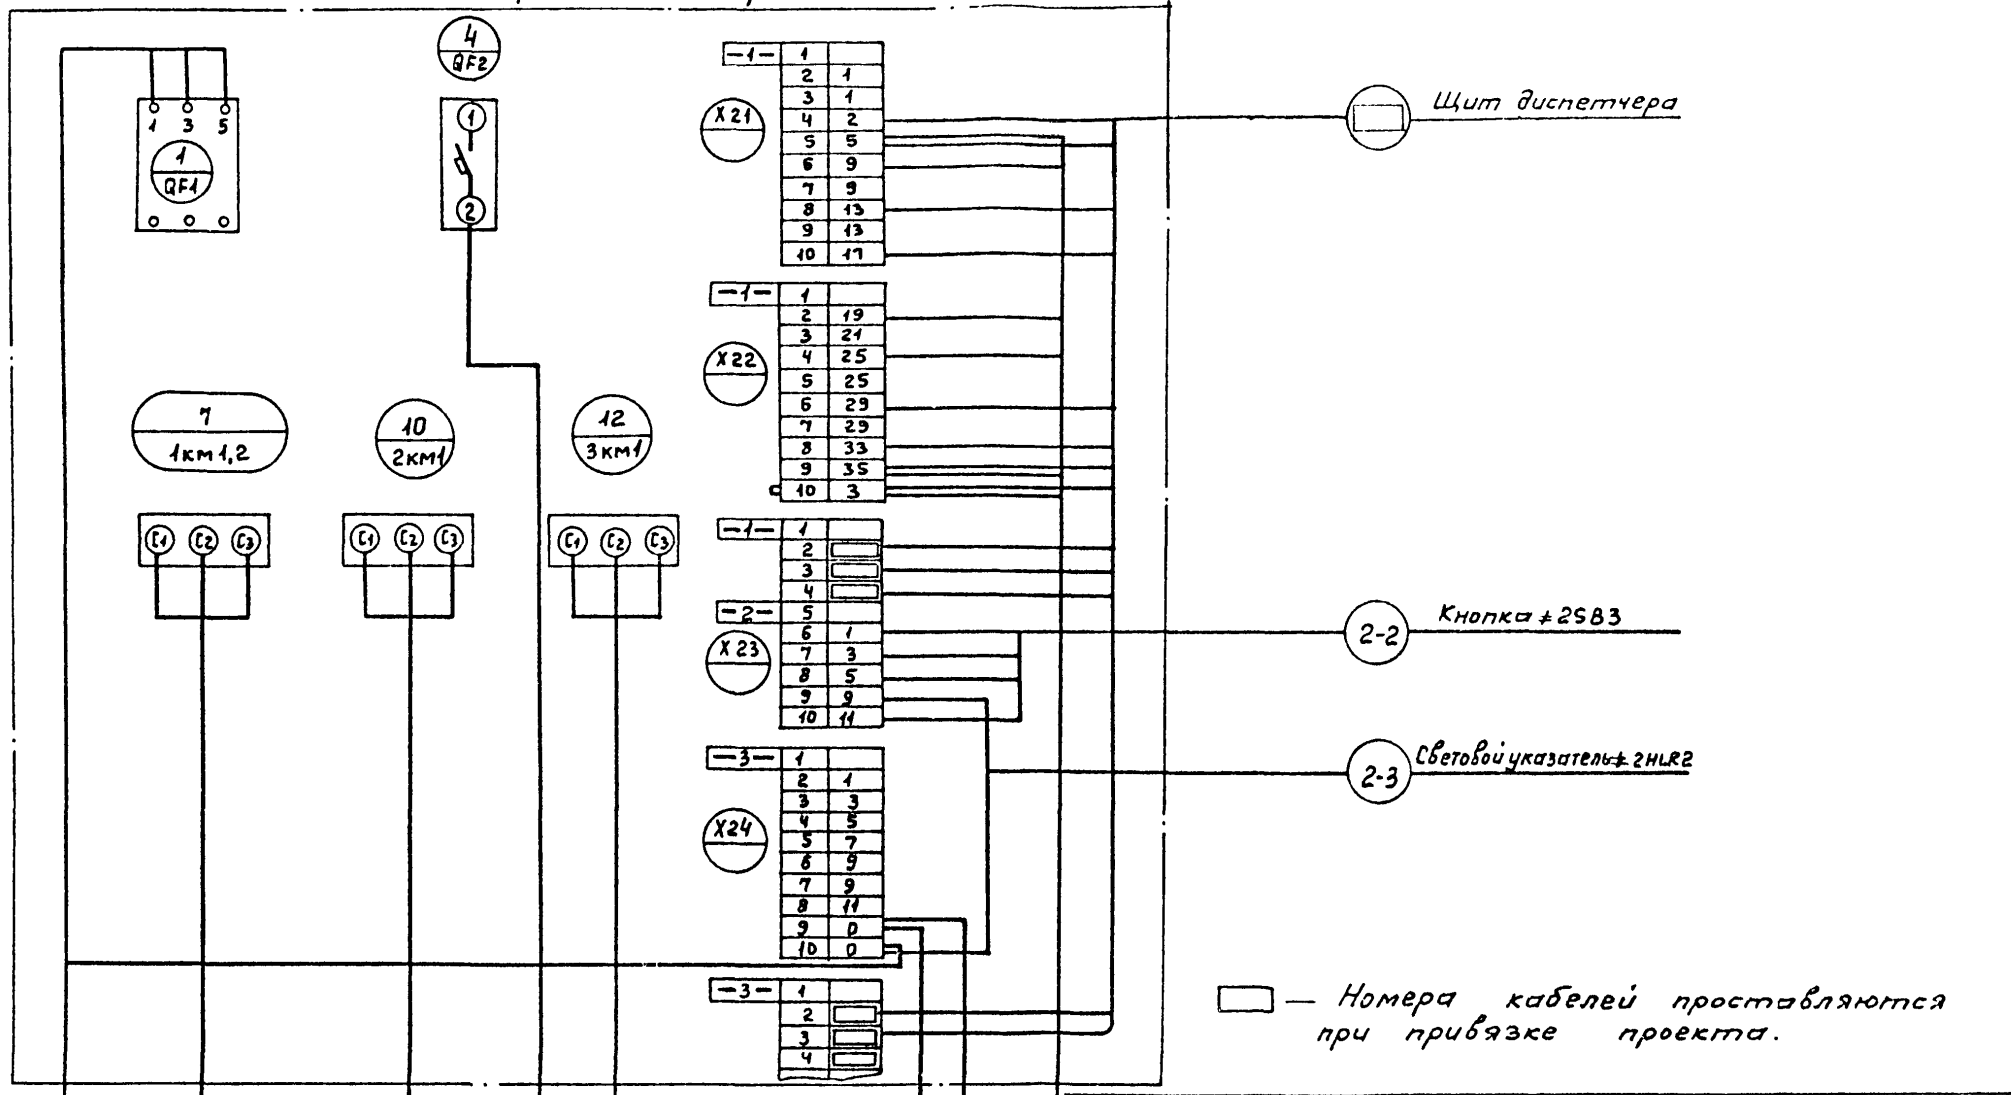 4
QF2
1 3 5
1
QF1
1
2
7
1км1,2
10
2км1
12
3км1
C1 C2 C3
C1 C2 C3
C1 C2 C3
X21
-1- 1
2 1
3 1
4 2
5 5
6 9
7 9
8 13
9 13
10 17
X22
-1- 1
2 19
3 21
4 25
5 25
6 29
7 29
8 33
9 35
10 3
X23
-1- 1
2
3
4
-2- 5
6 1
7 3
8 5
9 9
10 11
X24
-3- 1
2 1
3 3
4 5
5 7
6 9
7 9
8 11
9 0
10 0
-3- 1
2
3
4
Щит диспетчера
2-2
Кнопка ≠2SB3
2-3
Световой указатель ≠2HLR2
— Номера кабелей проставляются
при привязке проекта.